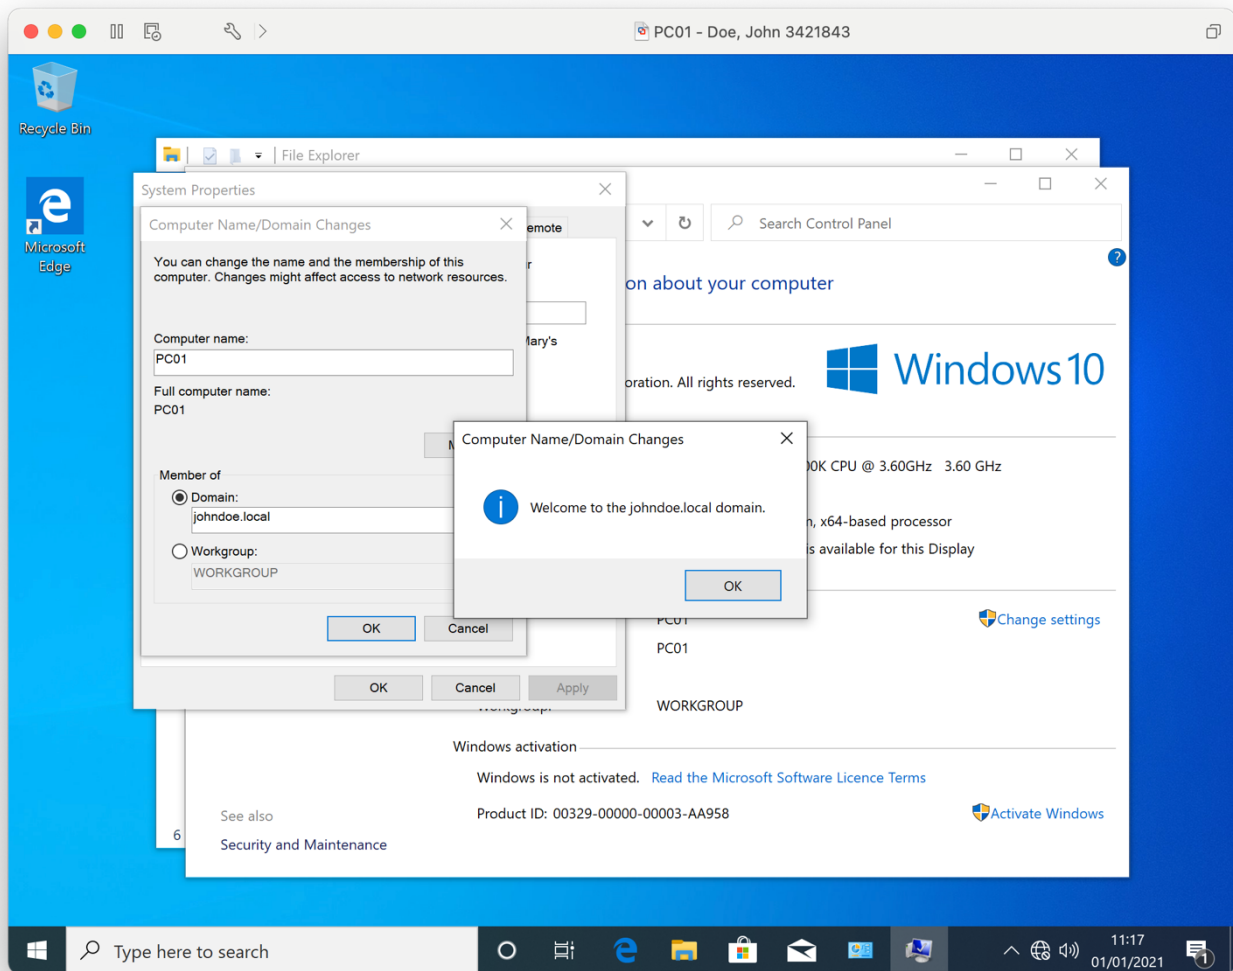 PC01 - Doe, John 3421843
Recycle Bin
Microsoft
Edge
File Explorer
System Properties
Computer Name/Domain Changes
emote
You can change the name and the membership of this
computer. Changes might affect access to network resources.
Computer name:
PC01
Full computer name:
PC01
Member of
Domain:
johndoe.local
Workgroup:
WORKGROUP
OK
Cancel
OK
Cancel
Apply
Computer Name/Domain Changes
Welcome to the johndoe.local domain.
OK
Search Control Panel
on about your computer
oration. All rights reserved.
Windows 10
0K CPU @ 3.60GHz 3.60 GHz
, x64-based processor
is available for this Display
PC01
Change settings
PC01
Workgroup:
WORKGROUP
Windows activation
Windows is not activated. Read the Microsoft Software Licence Terms
Product ID: 00329-00000-00003-AA958
Activate Windows
See also
Security and Maintenance
6
Type here to search
11:17
01/01/2021
1